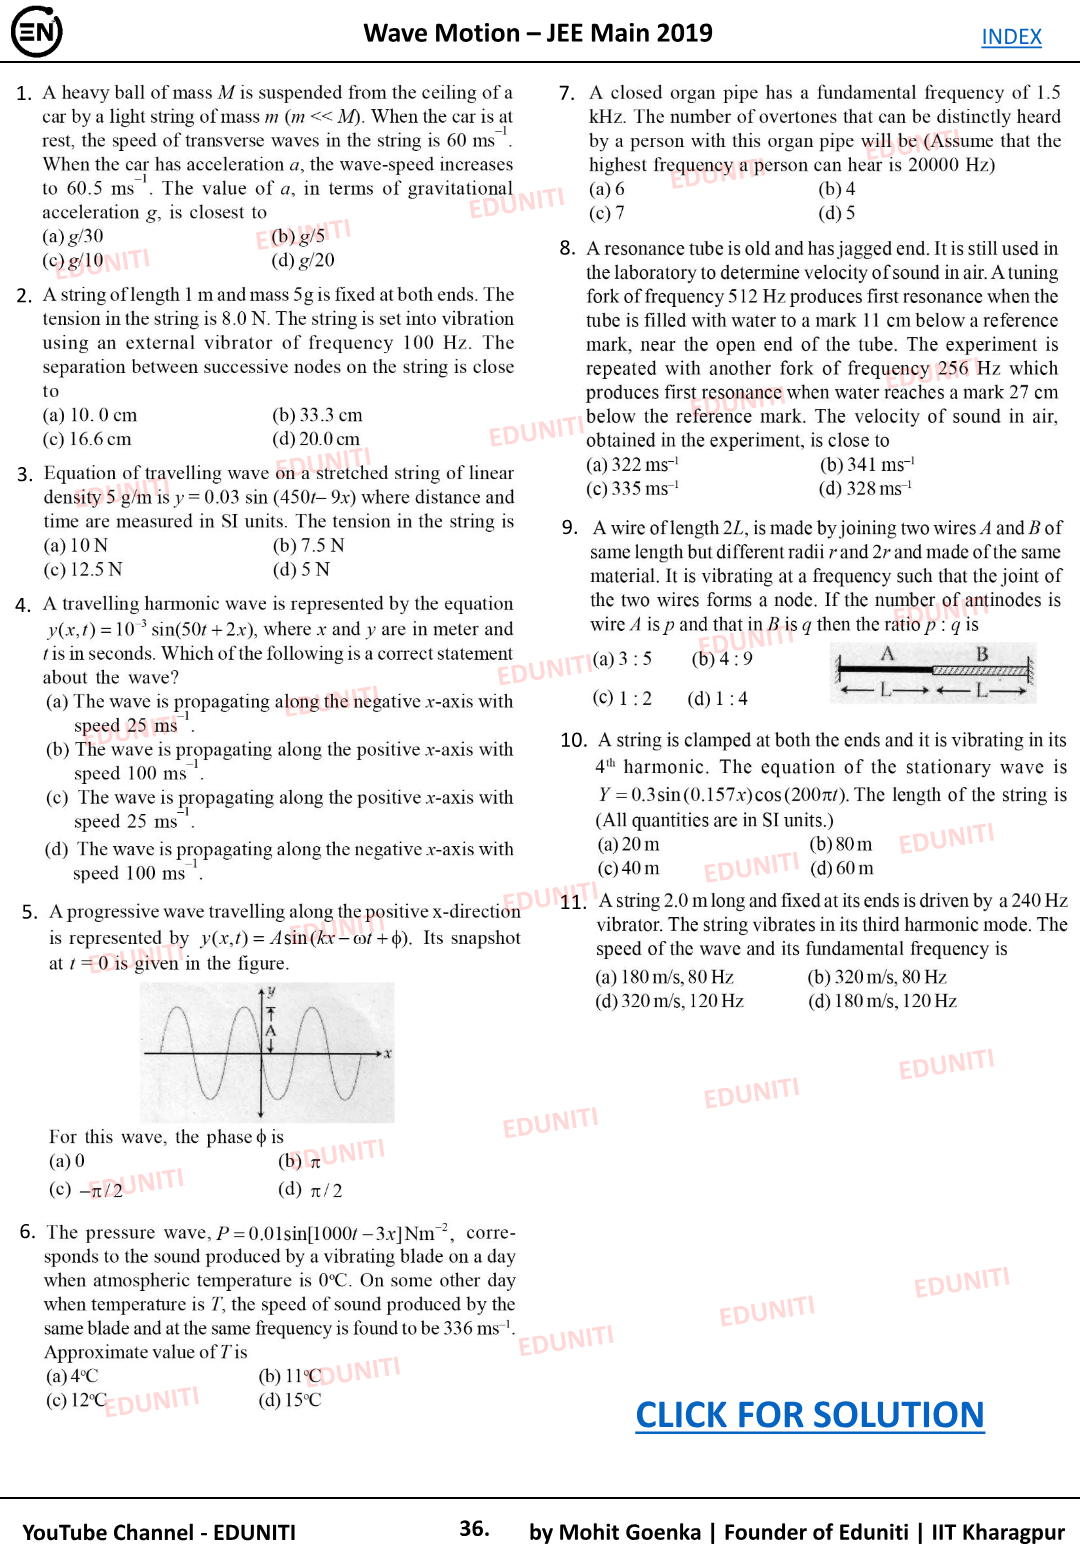 EN
Wave Motion – JEE Main 2019
INDEX
1. A heavy ball of mass M is suspended from the ceiling of a
car by a light string of mass m (m << M). When the car is at
rest, the speed of transverse waves in the string is 60 ms⁻¹.
When the car has acceleration a, the wave-speed increases
to 60.5 ms⁻¹. The value of a, in terms of gravitational
acceleration g, is closest to
(a) g/30 (b) g/5
(c) g/10 (d) g/20
2. A string of length 1 m and mass 5g is fixed at both ends. The
tension in the string is 8.0 N. The string is set into vibration
using an external vibrator of frequency 100 Hz. The
separation between successive nodes on the string is close
to
(a) 10. 0 cm (b) 33.3 cm
(c) 16.6 cm (d) 20.0 cm
3. Equation of travelling wave on a stretched string of linear
density 5 g/m is y = 0.03 sin (450t– 9x) where distance and
time are measured in SI units. The tension in the string is
(a) 10 N (b) 7.5 N
(c) 12.5 N (d) 5 N
4. A travelling harmonic wave is represented by the equation
y(x,t) = 10⁻³ sin(50t + 2x), where x and y are in meter and
t is in seconds. Which of the following is a correct statement
about the wave?
(a) The wave is propagating along the negative x-axis with
speed 25 ms⁻¹.
(b) The wave is propagating along the positive x-axis with
speed 100 ms⁻¹.
(c) The wave is propagating along the positive x-axis with
speed 25 ms⁻¹.
(d) The wave is propagating along the negative x-axis with
speed 100 ms⁻¹.
5. A progressive wave travelling along the positive x-direction
is represented by y(x,t) = Asin(kx – ωt + ϕ). Its snapshot
at t = 0 is given in the figure.
y
A
x
For this wave, the phase ϕ is
(a) 0 (b) π
(c) –π/2 (d) π/2
6. The pressure wave, P = 0.01sin[1000t – 3x] Nm⁻², corre-
sponds to the sound produced by a vibrating blade on a day
when atmospheric temperature is 0°C. On some other day
when temperature is T, the speed of sound produced by the
same blade and at the same frequency is found to be 336 ms⁻¹.
Approximate value of T is
(a) 4°C (b) 11°C
(c) 12°C (d) 15°C
7. A closed organ pipe has a fundamental frequency of 1.5
kHz. The number of overtones that can be distinctly heard
by a person with this organ pipe will be (Assume that the
highest frequency a person can hear is 20000 Hz)
(a) 6 (b) 4
(c) 7 (d) 5
8. A resonance tube is old and has jagged end. It is still used in
the laboratory to determine velocity of sound in air. A tuning
fork of frequency 512 Hz produces first resonance when the
tube is filled with water to a mark 11 cm below a reference
mark, near the open end of the tube. The experiment is
repeated with another fork of frequency 256 Hz which
produces first resonance when water reaches a mark 27 cm
below the reference mark. The velocity of sound in air,
obtained in the experiment, is close to
(a) 322 ms⁻¹ (b) 341 ms⁻¹
(c) 335 ms⁻¹ (d) 328 ms⁻¹
9. A wire of length 2L, is made by joining two wires A and B of
same length but different radii r and 2r and made of the same
material. It is vibrating at a frequency such that the joint of
the two wires forms a node. If the number of antinodes is
wire A is p and that in B is q then the ratio p : q is
(a) 3 : 5 (b) 4 : 9
(c) 1 : 2 (d) 1 : 4
A B
L L
10. A string is clamped at both the ends and it is vibrating in its
4th harmonic. The equation of the stationary wave is
Y = 0.3sin(0.157x)cos(200πt). The length of the string is
(All quantities are in SI units.)
(a) 20 m (b) 80 m
(c) 40 m (d) 60 m
11. A string 2.0 m long and fixed at its ends is driven by a 240 Hz
vibrator. The string vibrates in its third harmonic mode. The
speed of the wave and its fundamental frequency is
(a) 180 m/s, 80 Hz (b) 320 m/s, 80 Hz
(d) 320 m/s, 120 Hz (d) 180 m/s, 120 Hz
EDUNITI
CLICK FOR SOLUTION
YouTube Channel - EDUNITI
36.
by Mohit Goenka | Founder of Eduniti | IIT Kharagpur